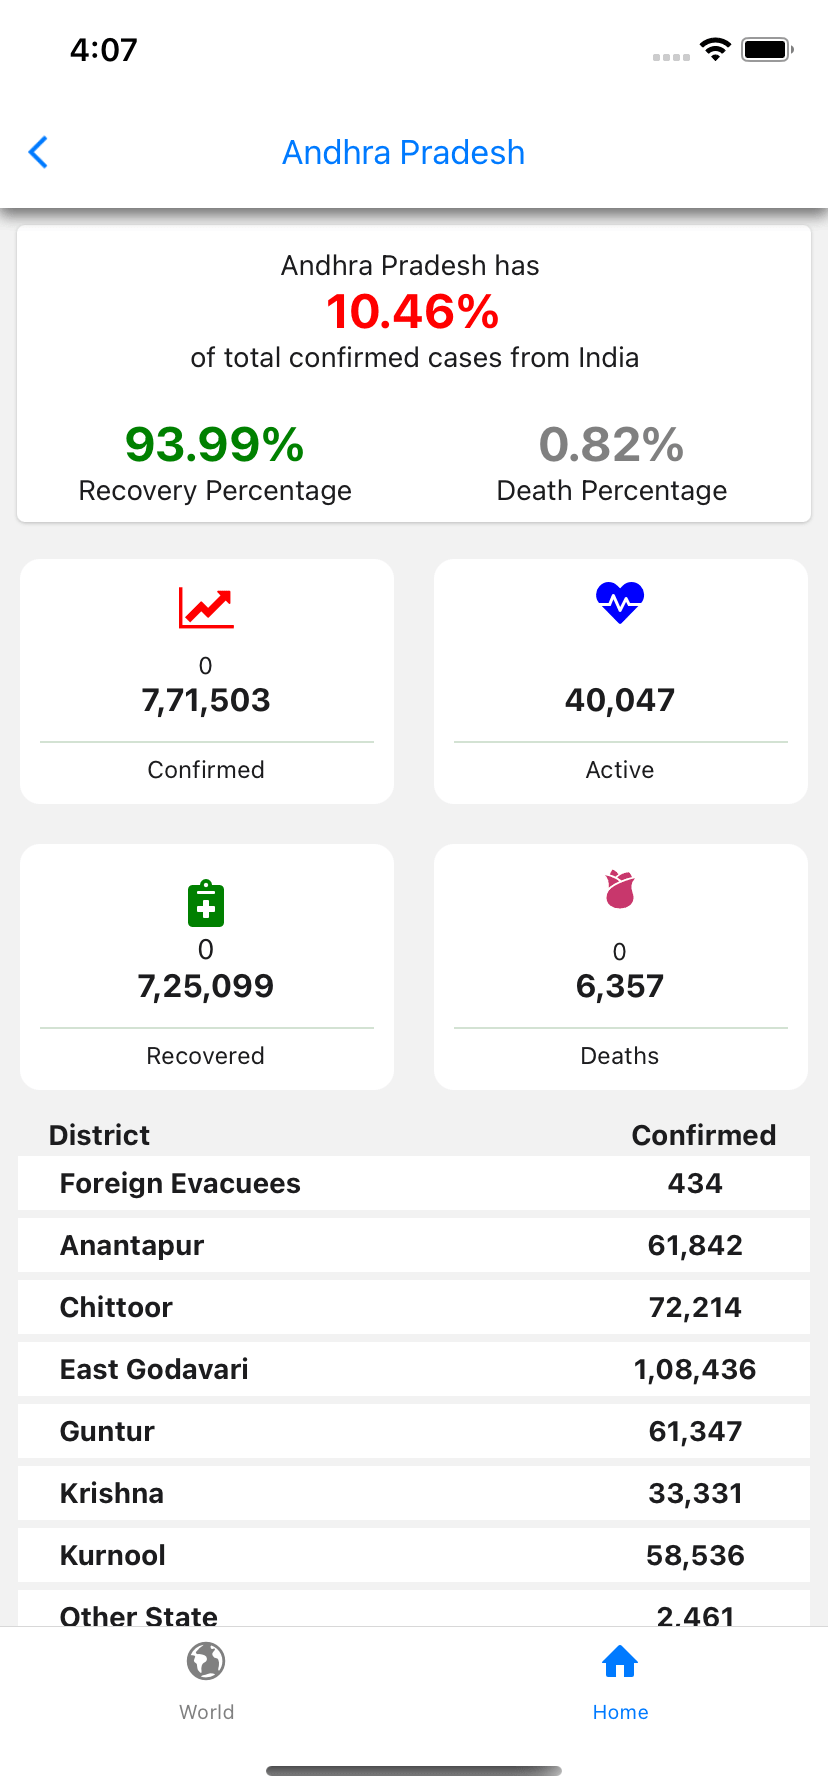 4:07
Andhra Pradesh
Andhra Pradesh has
10.46%
of total confirmed cases from India
93.99% 0.82%
Recovery Percentage Death Percentage
0
7,71,503 40,047
Confirmed Active
0 0
7,25,099 6,357
Recovered Deaths
District Confirmed
Foreign Evacuees 434
Anantapur 61,842
Chittoor 72,214
East Godavari 1,08,436
Guntur 61,347
Krishna 33,331
Kurnool 58,536
Other State 2,461
World Home